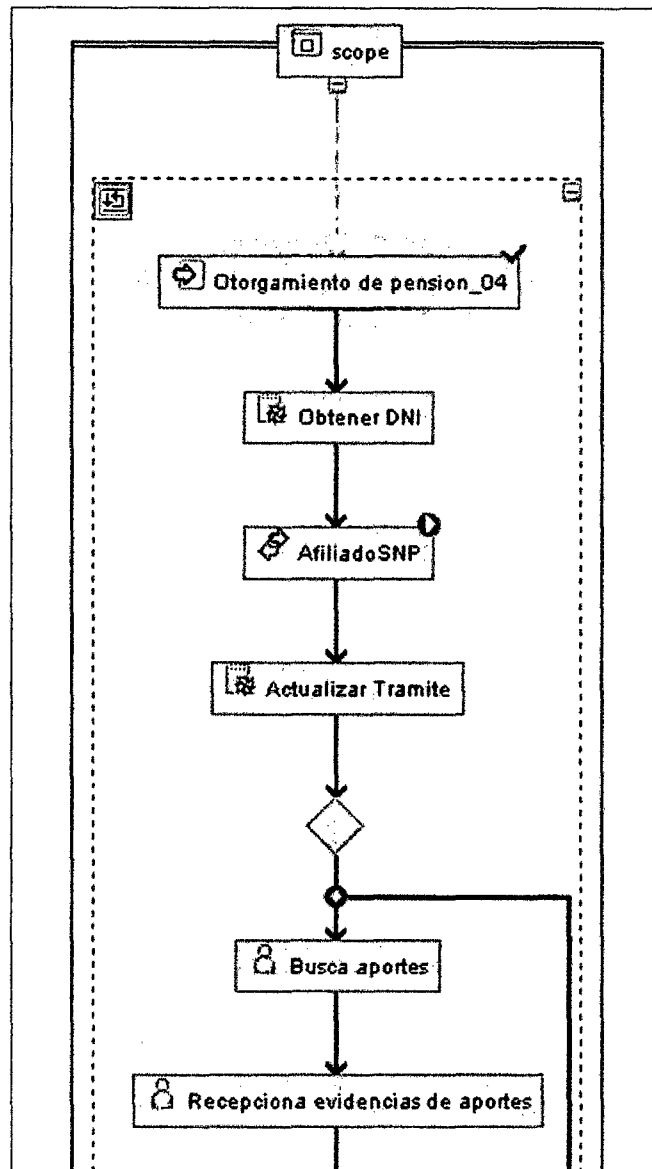 scope
Otorgamiento de pension_04
Obtener DNI
AfiliadoSNP
Actualizar Tramite
Busca aportes
Recepciona evidencias de aportes